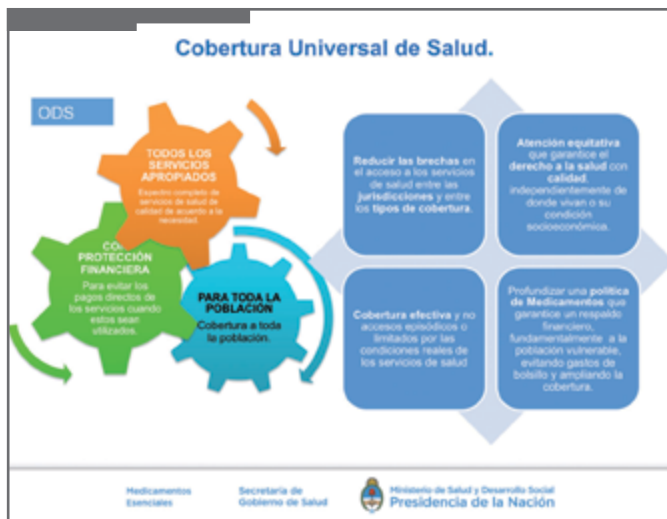 Cobertura Universal de Salud.
ODS
TODOS LOS
SERVICIOS
APROPIADOS
Espectro completo de
servicios de salud de
calidad de acuerdo a la
necesidad.
CON
PROTECCIÓN
FINANCIERA
Para evitar los
pagos directos de
los servicios cuando
estos sean
utilizados.
PARA TODA LA
POBLACIÓN
Cobertura a toda
la población.
Reducir las brechas en
el acceso a los servicios
de salud entre las
jurisdicciones y entre
los tipos de cobertura.
Atención equitativa
que garantice el
derecho a la salud con
calidad,
independientemente de
donde vivan o su
condición
socioeconómica.
Cobertura efectiva y no
accesos episódicos o
limitados por las
condiciones reales de
los servicios de salud
Profundizar una política
de Medicamentos que
garantice un respaldo
financiero,
fundamentalmente a la
población vulnerable,
evitando gastos de
bolsillo y ampliando la
cobertura.
Medicamentos
Esenciales
Secretaría de
Gobierno de Salud
Ministerio de Salud y Desarrollo Social
Presidencia de la Nación